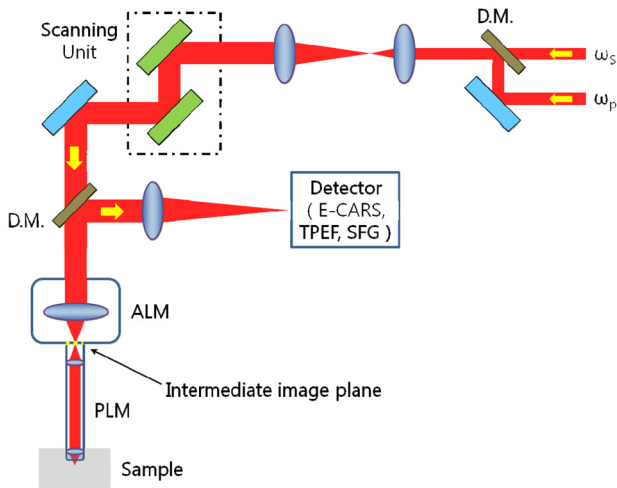 Scanning
Unit
D.M.
ωs
ωp
D.M.
Detector
( E-CARS,
TPEF, SFG )
ALM
Intermediate image plane
PLM
Sample